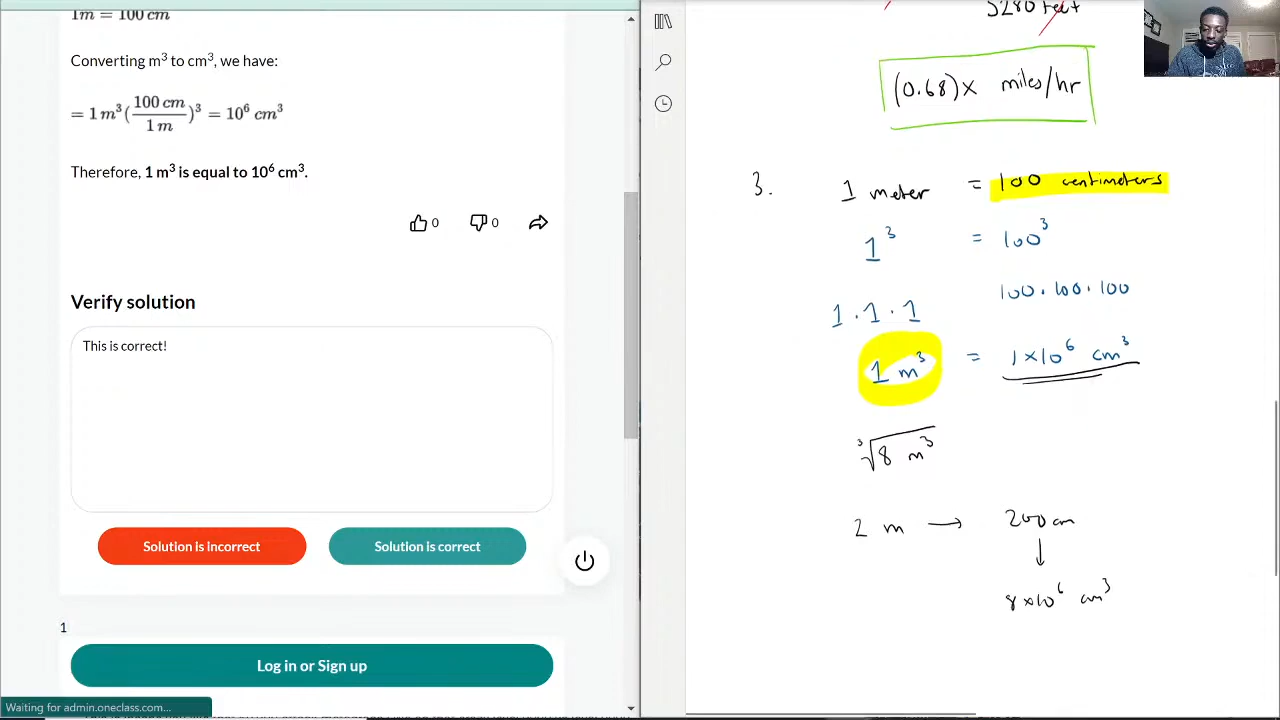 1m = 100 cm
Converting m³ to cm³, we have:
= 1 m³(100 cm / 1 m)³ = 10⁶ cm³
Therefore, 1 m³ is equal to 10⁶ cm³.
0 0
Verify solution
This is correct!
Solution is incorrect Solution is correct
1
Log in or Sign up
Waiting for admin.oneclass.com...
5280 feet
(0.68)x miles/hr
3. 1 meter = 100 centimeters
1³ = 100³
1 · 1 · 1 100 · 100 · 100
1 m³ = 1×10⁶ cm³
∛8 m³
2 m → 200 cm
↓
8×10⁶ cm³